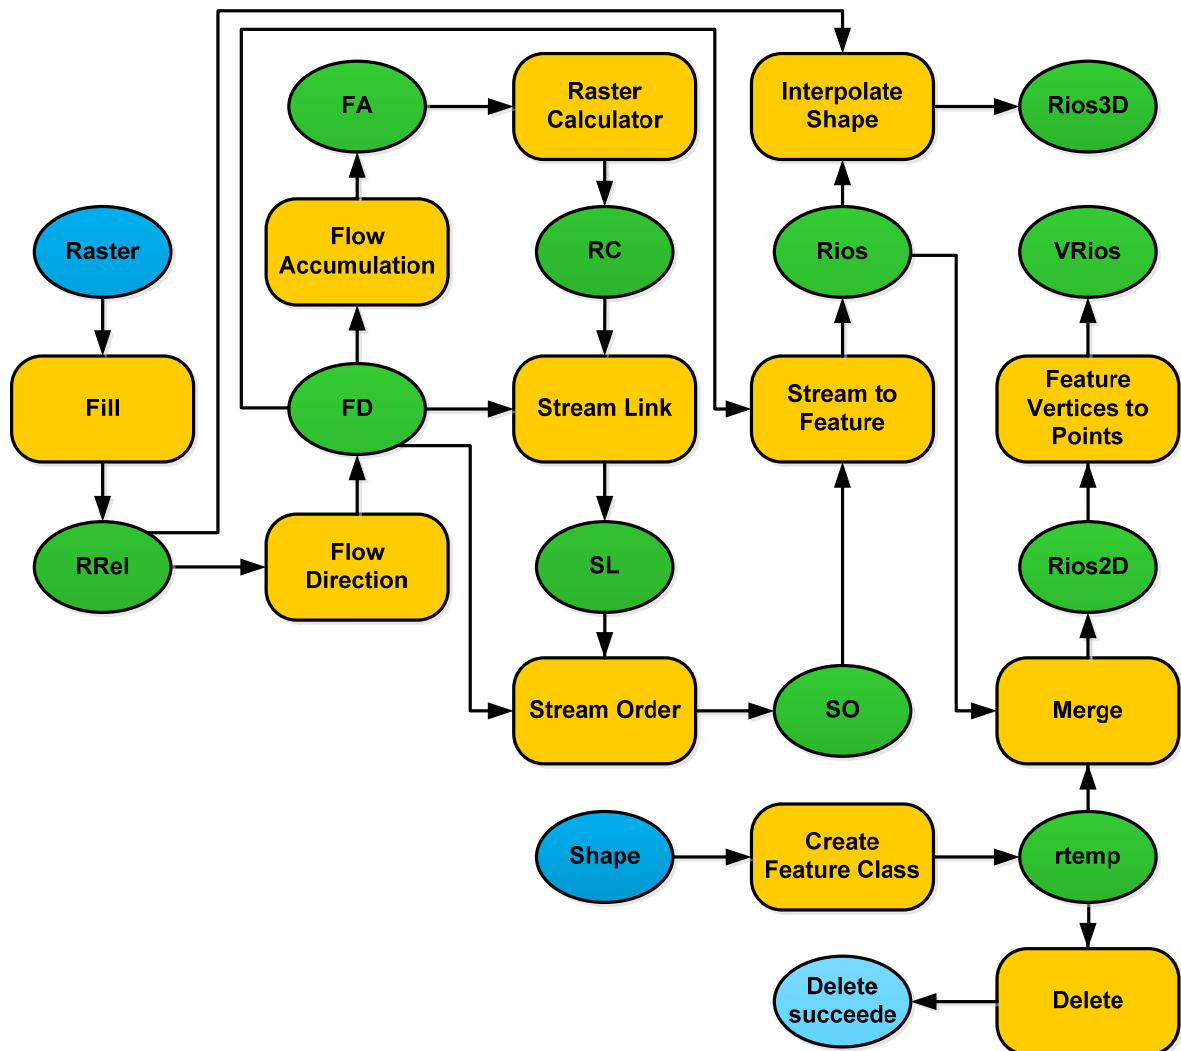 FA
Raster
Calculator
Interpolate
Shape
Rios3D
Raster
Flow
Accumulation
RC
Rios
VRios
Fill
FD
Stream Link
Stream to
Feature
Feature
Vertices to
Points
RRel
Flow
Direction
SL
Rios2D
Stream Order
SO
Merge
Shape
Create
Feature Class
rtemp
Delete
succeede
Delete